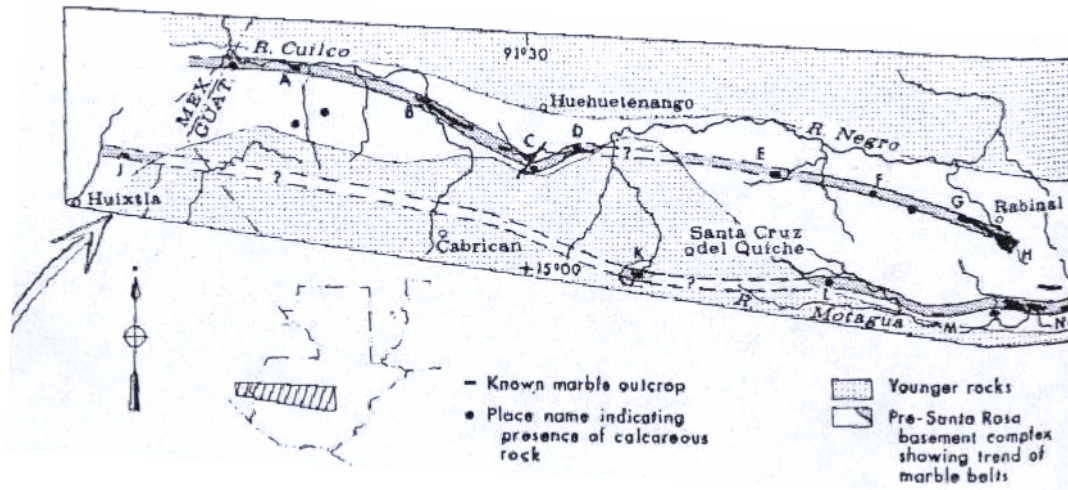 R. Cuilco
91°30
A
MEX
GUAT.
B
Huehuetenango
C
D
?
R. Negro
E
F
G
Rabinal
H
J
?
Huixtla
Cabrican
Santa Cruz
del Quiche
K
15°00
?
L
R. Motagua
M
N
- Known marble outcrop
• Place name indicating
presence of calcareous
rock
Younger rocks
Pre-Santa Rosa
basement complex
showing trend of
marble belts